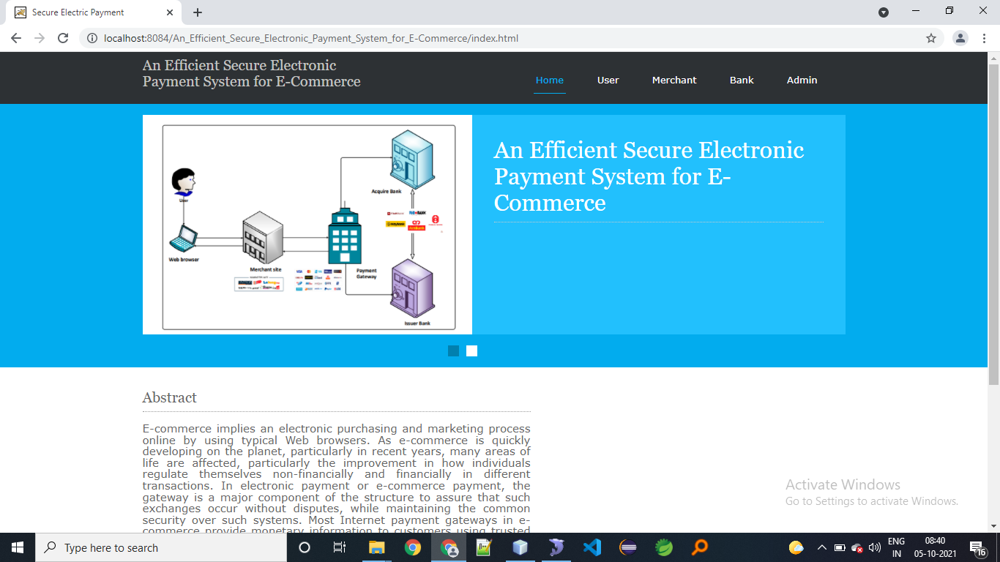 Secure Electric Payment
localhost:8084/An_Efficient_Secure_Electronic_Payment_System_for_E-Commerce/index.html
An Efficient Secure Electronic
Payment System for E-Commerce
Home User Merchant Bank Admin
User
Web browser
Merchant site
Payment
Gateway
Acquire Bank
Issuer Bank
An Efficient Secure Electronic
Payment System for E-
Commerce
Abstract
E-commerce implies an electronic purchasing and marketing process
online by using typical Web browsers. As e-commerce is quickly
developing on the planet, particularly in recent years, many areas of
life are affected, particularly the improvement in how individuals
regulate themselves non-financially and financially in different
transactions. In electronic payment or e-commerce payment, the
gateway is a major component of the structure to assure that such
exchanges occur without disputes, while maintaining the common
security over such systems. Most Internet payment gateways in e-
commerce provide monetary information to customers using trusted
Activate Windows
Go to Settings to activate Windows.
Type here to search
ENG
IN
08:40
05-10-2021
16